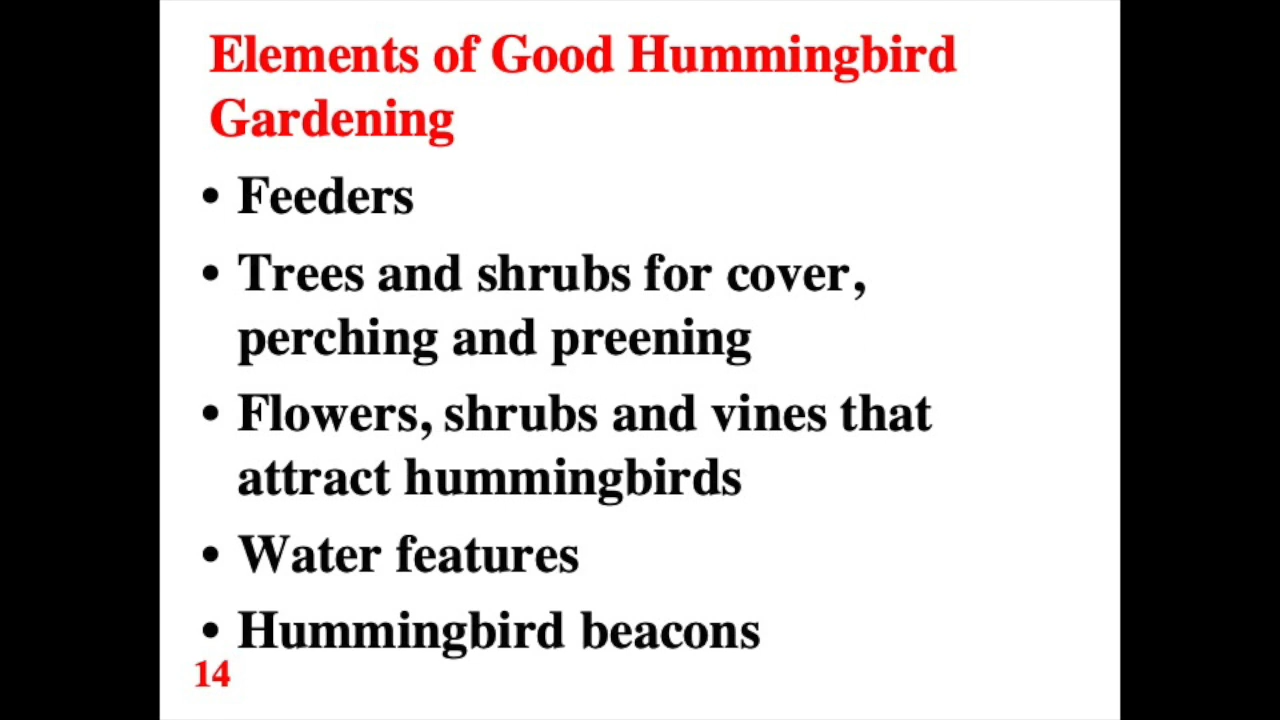 Elements of Good Hummingbird
Gardening
• Feeders
• Trees and shrubs for cover,
perching and preening
• Flowers, shrubs and vines that
attract hummingbirds
• Water features
• Hummingbird beacons
14